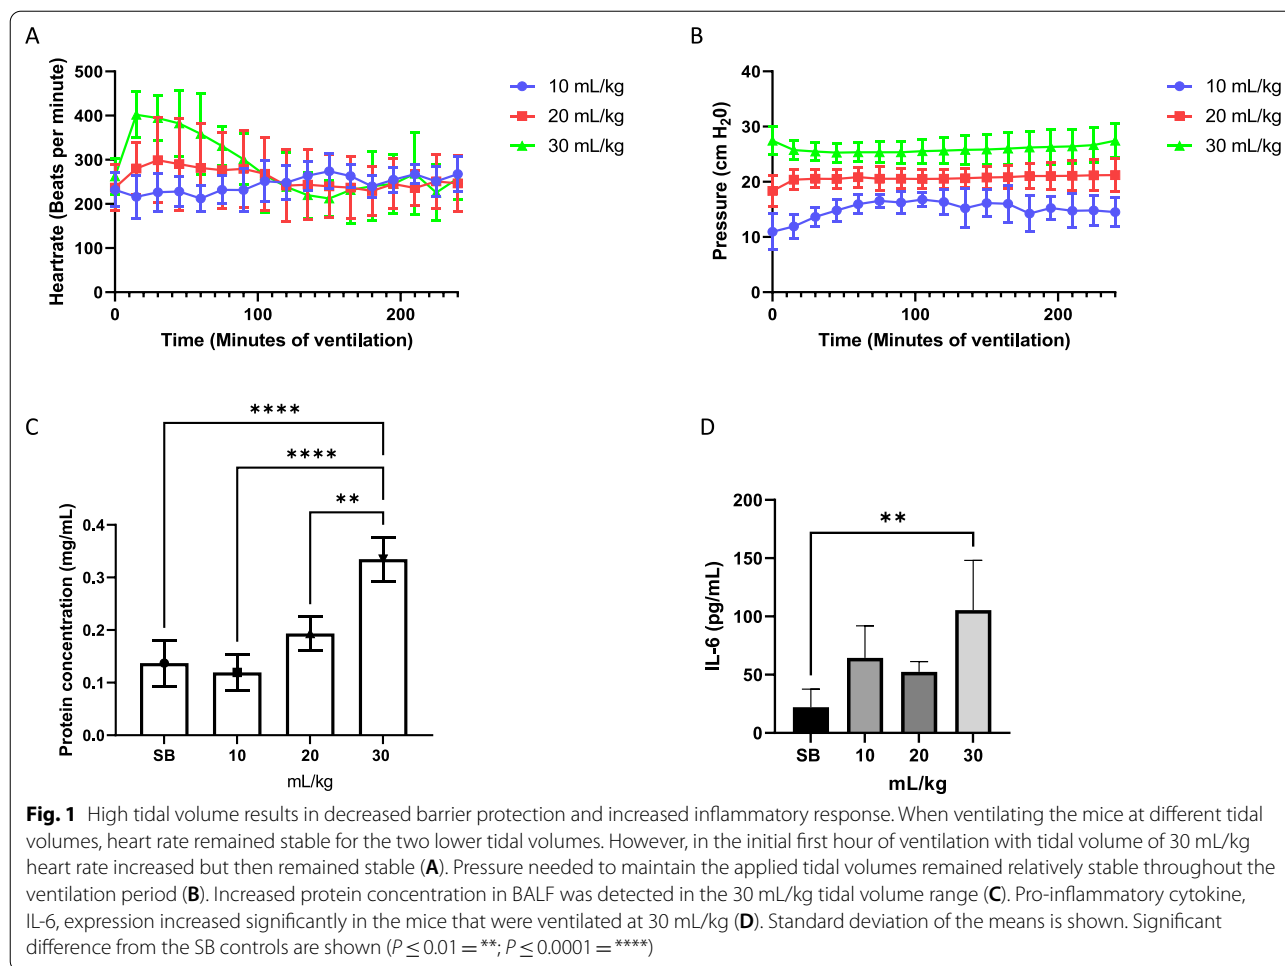 A
Heartrate (Beats per minute)
500
400
300
200
100
0
0
100
200
Time (Minutes of ventilation)
10 mL/kg
20 mL/kg
30 mL/kg
B
Pressure (cm H₂0)
40
30
20
10
0
0
100
200
Time (Minutes of ventilation)
10 mL/kg
20 mL/kg
30 mL/kg
C
****
****
**
Protein concentration (mg/mL)
0.4
0.3
0.2
0.1
0.0
SB
10
20
30
mL/kg
D
**
IL-6 (pg/mL)
200
150
100
50
0
SB
10
20
30
mL/kg
Fig. 1 High tidal volume results in decreased barrier protection and increased inflammatory response. When ventilating the mice at different tidal
volumes, heart rate remained stable for the two lower tidal volumes. However, in the initial first hour of ventilation with tidal volume of 30 mL/kg
heart rate increased but then remained stable (A). Pressure needed to maintain the applied tidal volumes remained relatively stable throughout the
ventilation period (B). Increased protein concentration in BALF was detected in the 30 mL/kg tidal volume range (C). Pro-inflammatory cytokine,
IL-6, expression increased significantly in the mice that were ventilated at 30 mL/kg (D). Standard deviation of the means is shown. Significant
difference from the SB controls are shown (P ≤ 0.01 = **; P ≤ 0.0001 = ****)